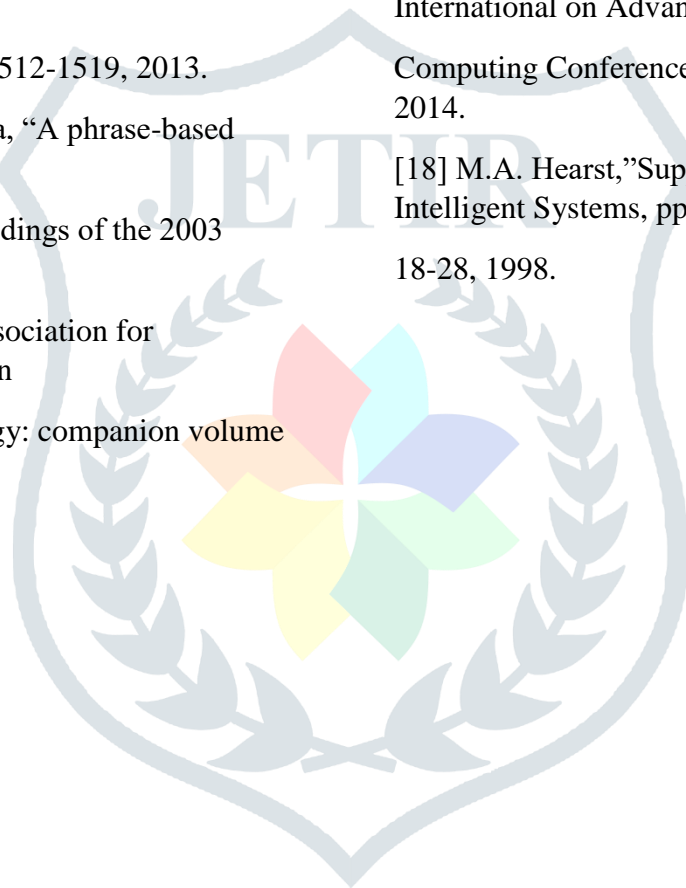 512-1519, 2013.
a, “A phrase-based
dings of the 2003
sociation for
n
gy: companion volume
International on Advan
Computing Conference
2014.
[18] M.A. Hearst,”Sup
Intelligent Systems, pp
18-28, 1998.
JETIR